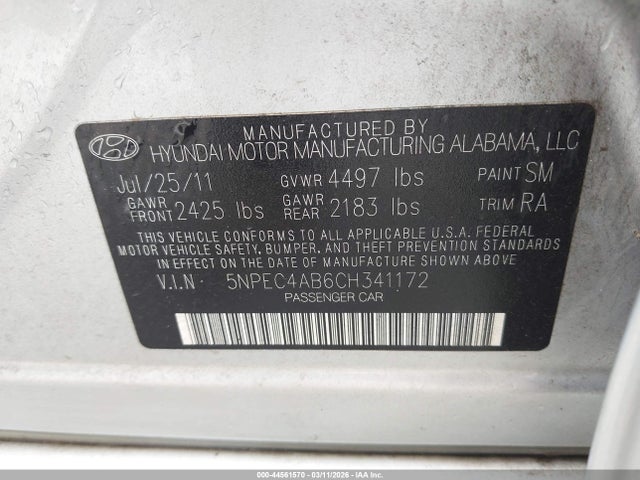 MANUFACTURED BY
HYUNDAI MOTOR MANUFACTURING ALABAMA, LLC
Jul/25/11 GVWR 4497 lbs PAINT SM
GAWR FRONT 2425 lbs GAWR REAR 2183 lbs TRIM RA
THIS VEHICLE CONFORMS TO ALL APPLICABLE U.S.A. FEDERAL
MOTOR VEHICLE SAFETY, BUMPER, AND THEFT PREVENTION STANDARDS
IN EFFECT ON THE DATE OF MANUFACTURE SHOWN ABOVE.
V.I.N : 5NPEC4AB6CH341172
PASSENGER CAR
000-44561570 - 03/11/2026 - IAAI.COM